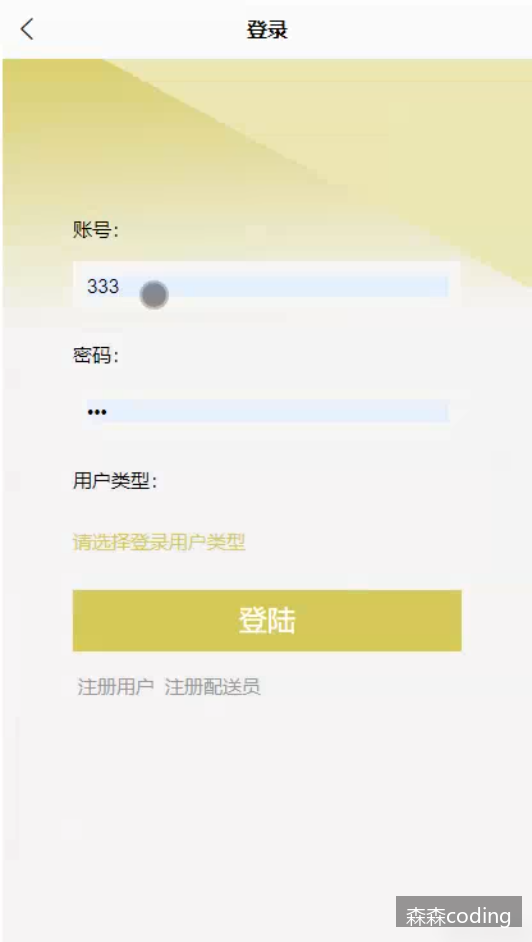 登录
账号：
333
密码：
•••
用户类型：
请选择登录用户类型
登陆
注册用户 注册配送员
森森coding